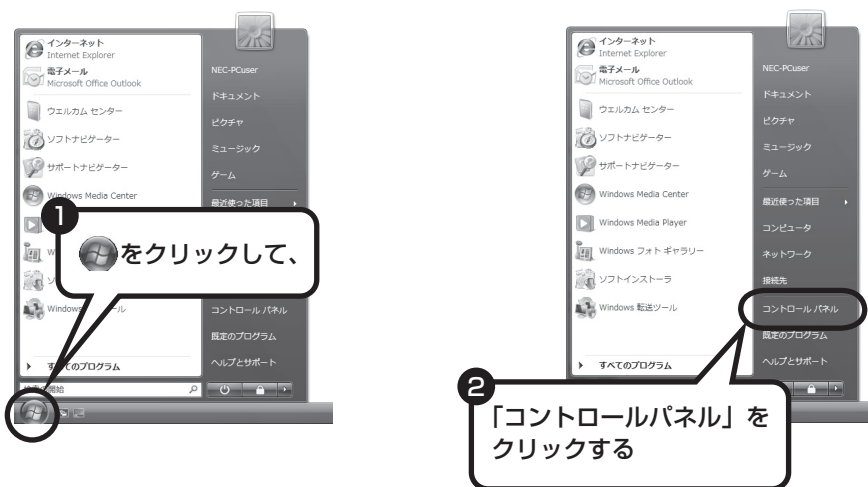 インターネット
Internet Explorer
電子メール
Microsoft Office Outlook
ウェルカム センター
ソフトナビゲーター
サポートナビゲーター
Windows Media Center
W
ソ
Windows ール
すべてのプログラム
の開始
NEC-PCuser
ドキュメント
ピクチャ
ミュージック
ゲーム
最近使った項目
コントロール パネル
既定のプログラム
ヘルプとサポート
1
をクリックして、
インターネット
Internet Explorer
電子メール
Microsoft Office Outlook
ウェルカム センター
ソフトナビゲーター
サポートナビゲーター
Windows Media Center
Windows Media Player
Windows フォト ギャラリー
ソフトインストーラ
Windows 転送ツール
すべてのプログラム
NEC-PCuser
ドキュメント
ピクチャ
ミュージック
ゲーム
最近使った項目
コンピュータ
ネットワーク
接続先
コントロール パネル
既定のプログラム
ヘルプとサポート
2
「コントロールパネル」を
クリックする